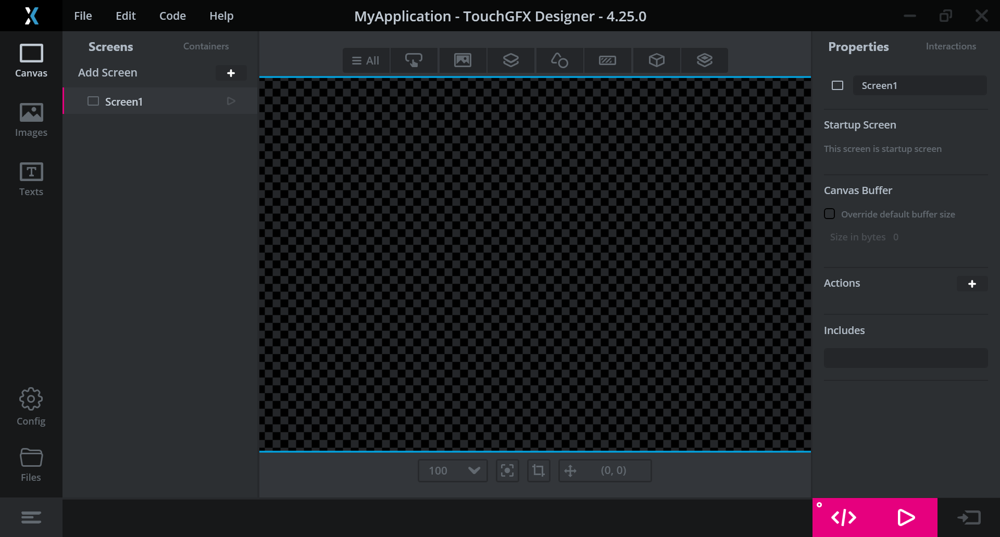 File Edit Code Help
MyApplication - TouchGFX Designer - 4.25.0
Canvas
Images
Texts
Config
Files
Screens Containers
Add Screen
Screen1
All
100
(0, 0)
Properties Interactions
Screen1
Startup Screen
This screen is startup screen
Canvas Buffer
Override default buffer size
Size in bytes 0
Actions
Includes